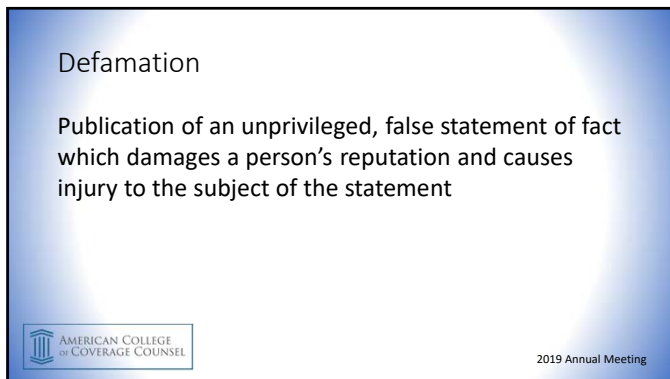 Defamation
Publication of an unprivileged, false statement of fact
which damages a person's reputation and causes
injury to the subject of the statement
AMERICAN COLLEGE
OF COVERAGE COUNSEL
2019 Annual Meeting